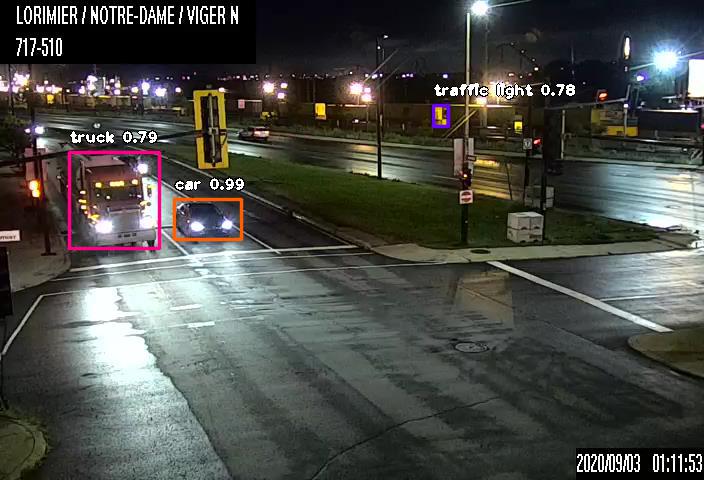 LORIMIER / NOTRE-DAME / VIGER N
717-510
traffic light 0.78
truck 0.79
car 0.99
2020/09/03 01:11:53